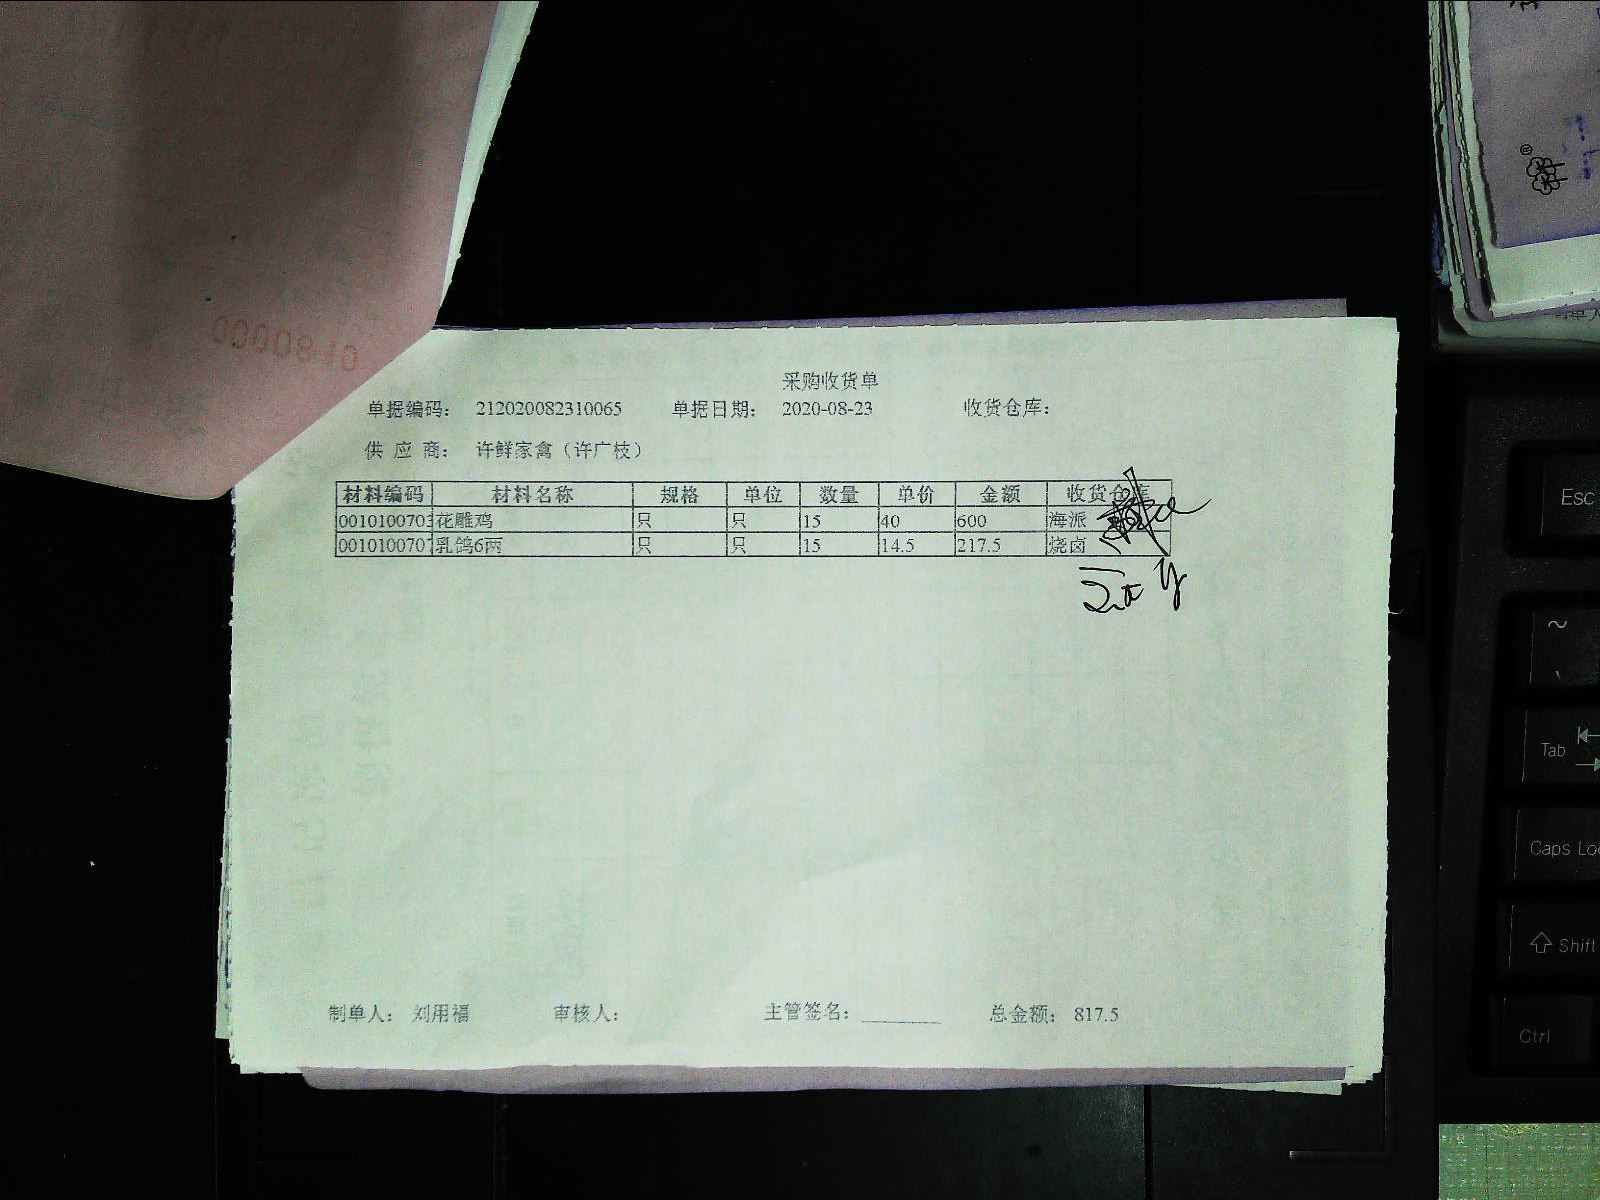 0000840
采购收货单
单据编码： 212020082310065 单据日期： 2020-08-23 收货仓库：
供 应 商： 许鲜家禽（许广枝）
材料编码 材料名称 规格 单位 数量 单价 金额 收货仓库
0010100703 花雕鸡 只 只 15 40 600 海派
0010100707 乳鸽6两 只 只 15 14.5 217.5 烧卤
制单人： 刘用福 审核人： 主管签名：________ 总金额： 817.5
Esc
~
Tab
Caps Loc
Shift
Ctrl